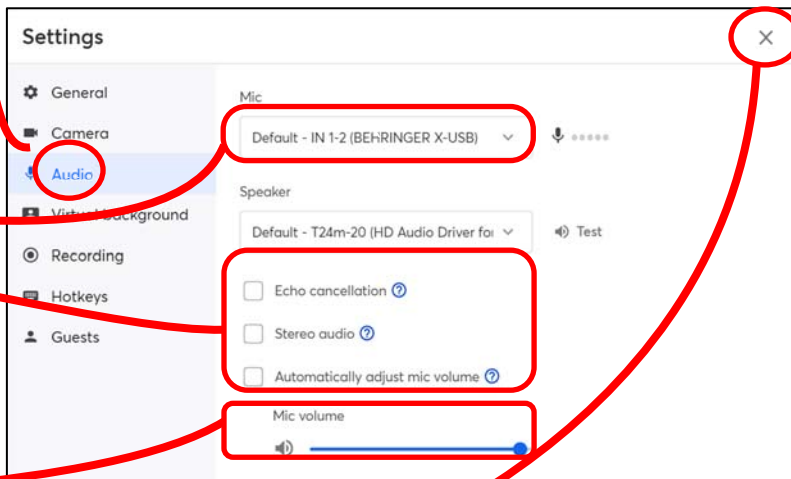 Settings
General
Camera
Audio
Virtual background
Recording
Hotkeys
Guests
Mic
Default - IN 1-2 (BEHRINGER X-USB)
Speaker
Default - T24m-20 (HD Audio Driver for
Test
Echo cancellation
Stereo audio
Automatically adjust mic volume
Mic volume